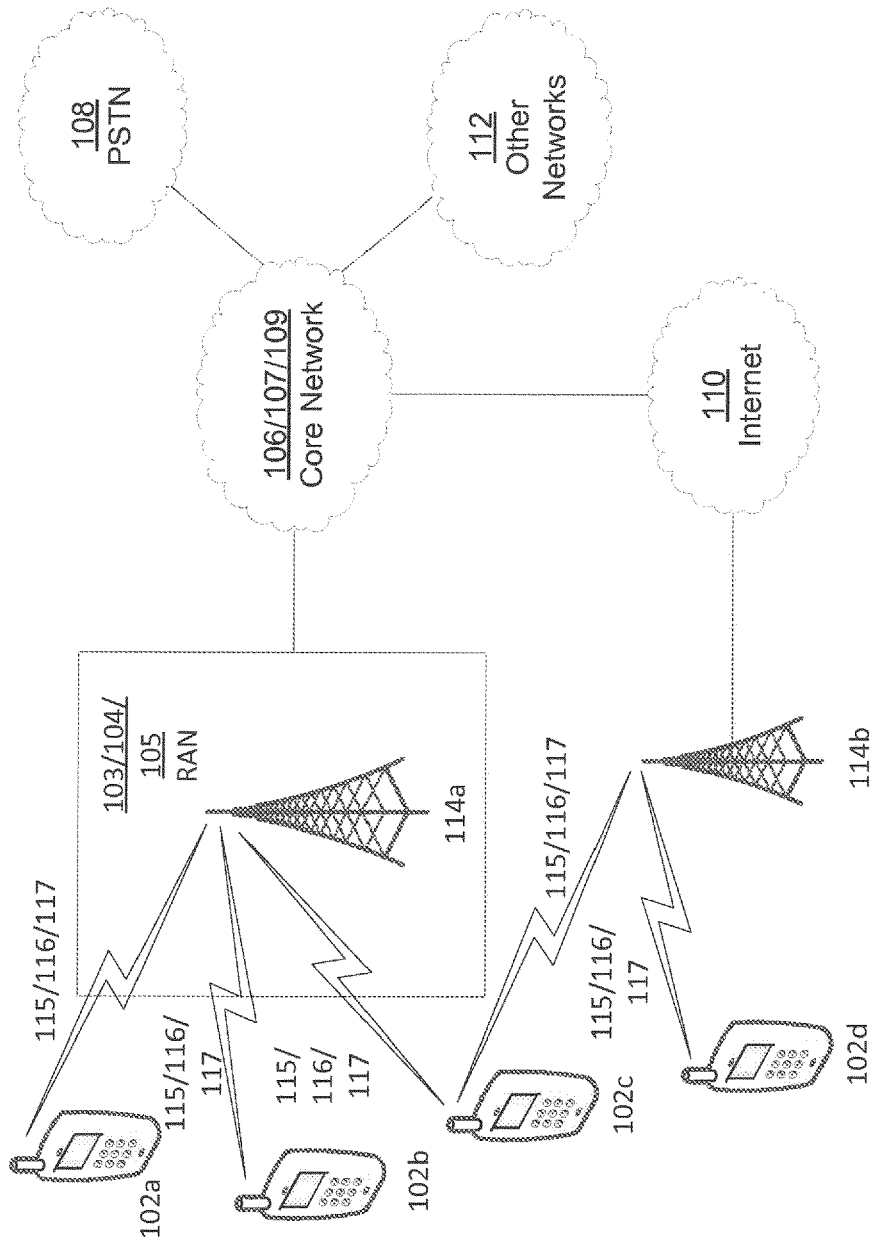 102a
115/116/117
103/104/
105
RAN
114a
115/116/
117
102b
115/
116/
117
102c
115/116/117
115/116/
117
102d
114b
106/107/109
Core Network
108
PSTN
112
Other
Networks
110
Internet